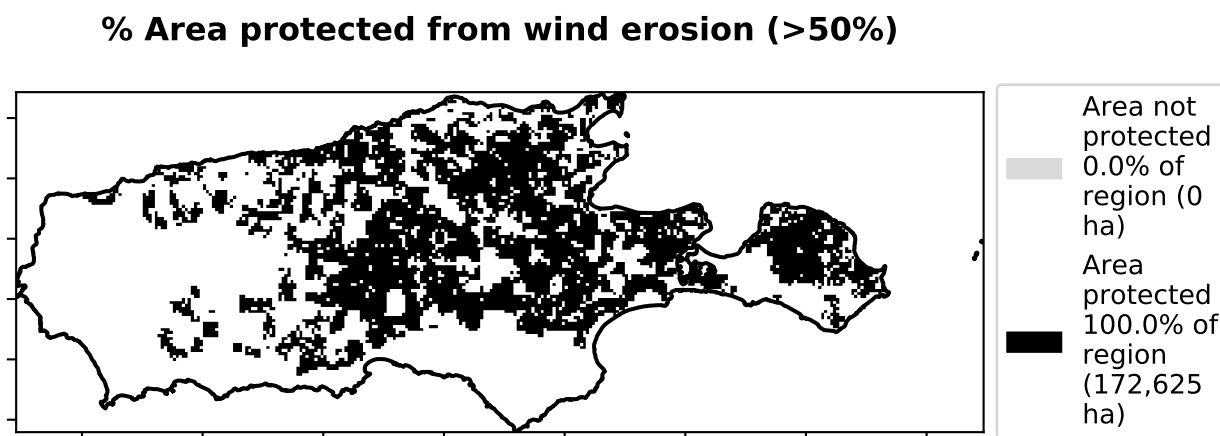 % Area protected from wind erosion (>50%)
Area not
protected
0.0% of
region (0
ha)
Area
protected
100.0% of
region
(172,625
ha)